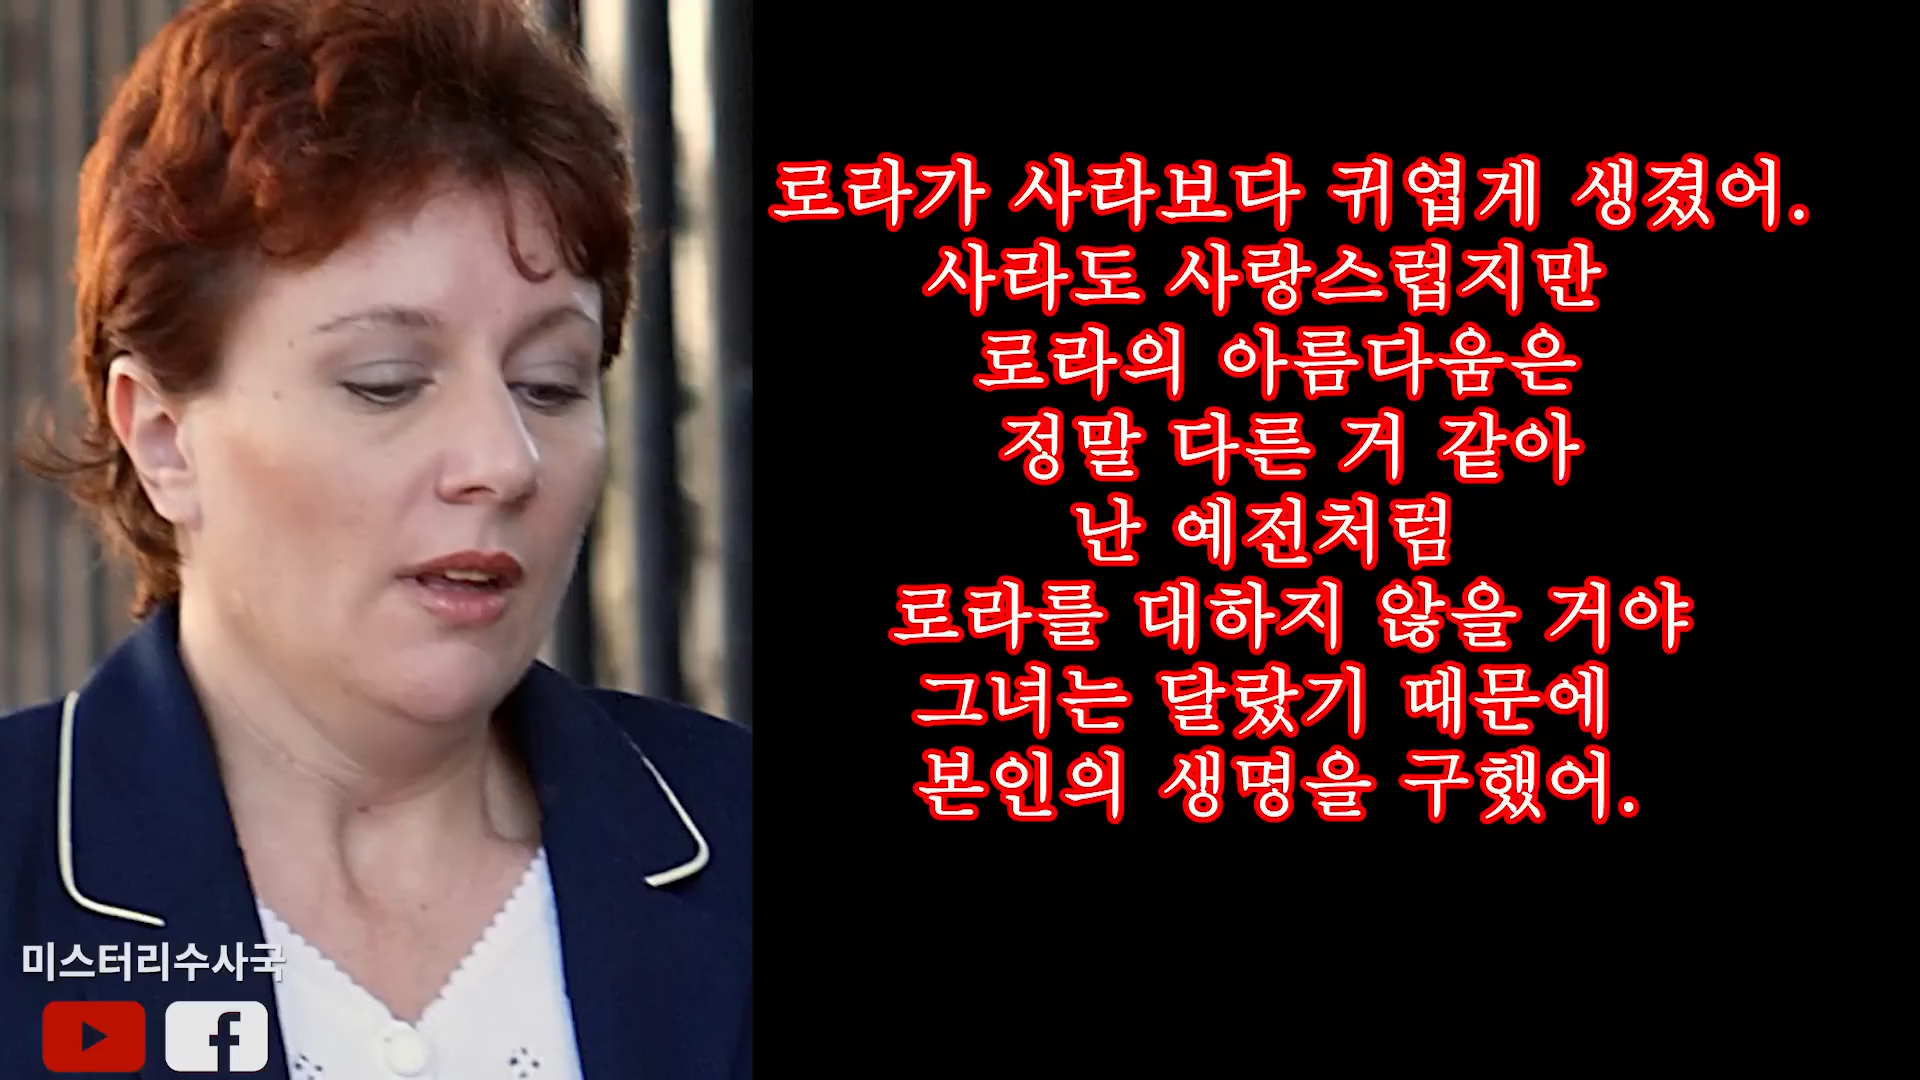 로라가 사라보다 귀엽게 생겼어.
사라도 사랑스럽지만
로라의 아름다움은
정말 다른 거 같아
난 예전처럼
로라를 대하지 않을 거야
그녀는 달랐기 때문에
본인의 생명을 구했어.
미스터리수사국